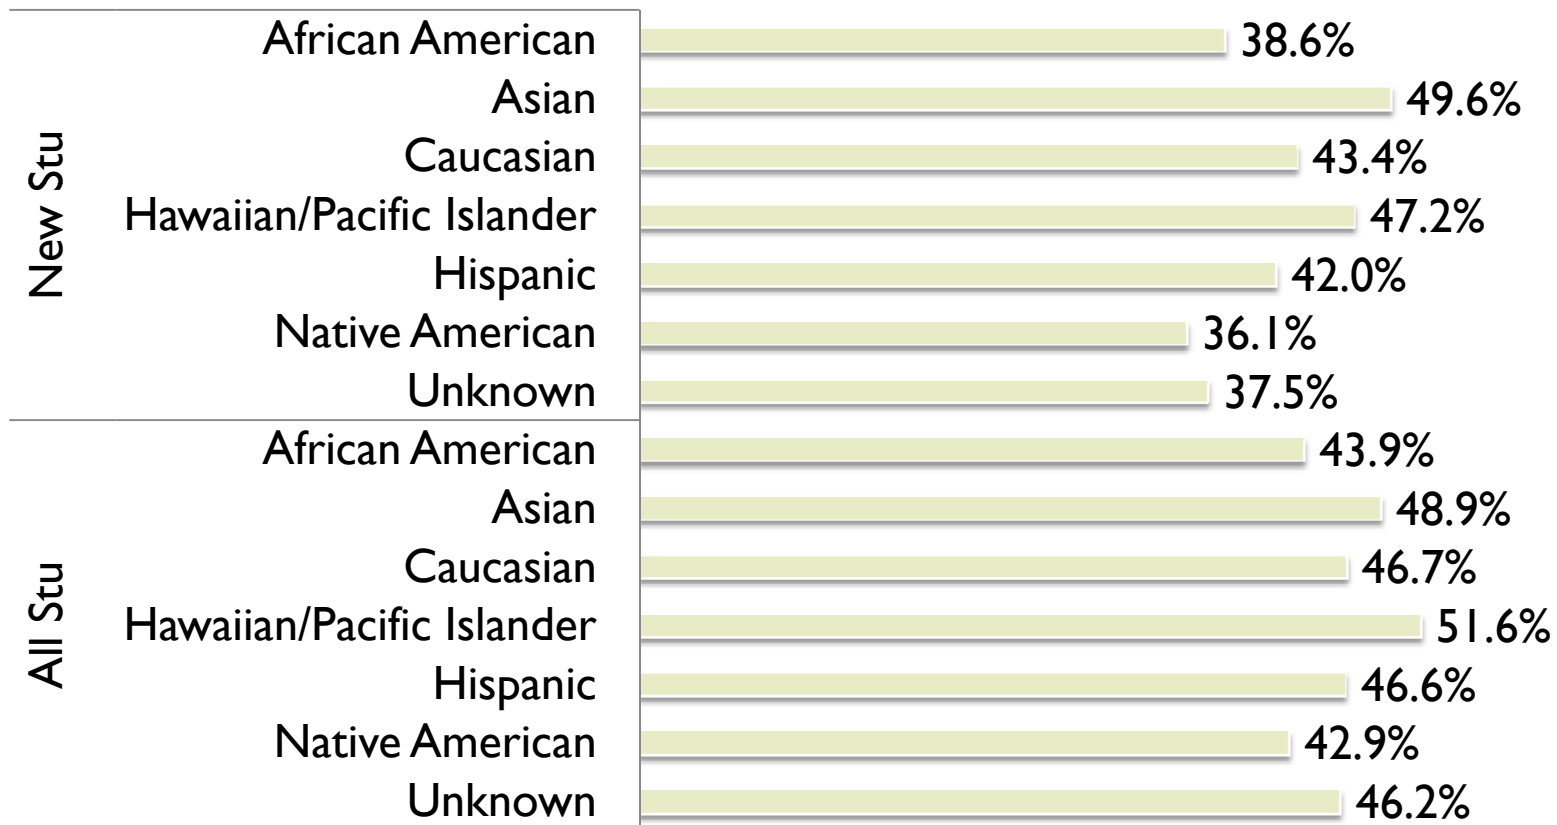 New Stu
African American 38.6%
Asian 49.6%
Caucasian 43.4%
Hawaiian/Pacific Islander 47.2%
Hispanic 42.0%
Native American 36.1%
Unknown 37.5%
All Stu
African American 43.9%
Asian 48.9%
Caucasian 46.7%
Hawaiian/Pacific Islander 51.6%
Hispanic 46.6%
Native American 42.9%
Unknown 46.2%